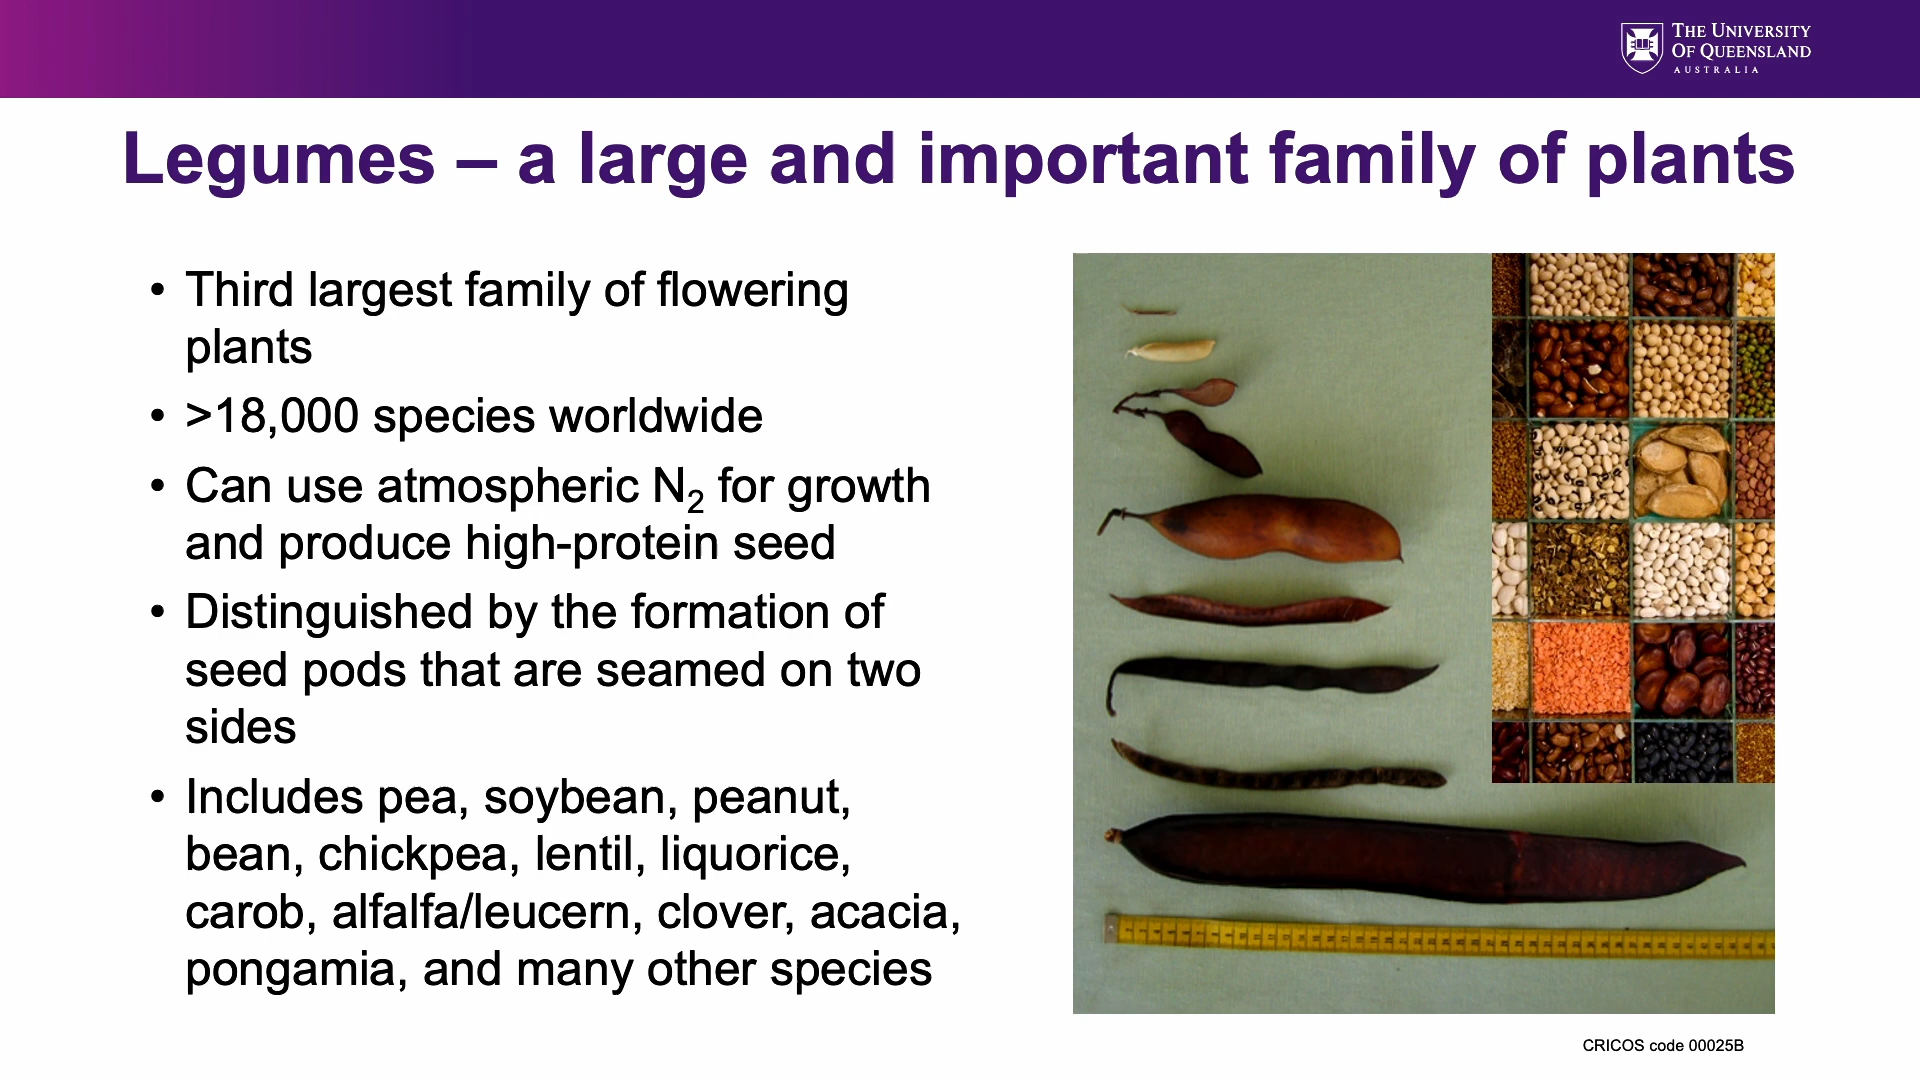 THE UNIVERSITY
OF QUEENSLAND
AUSTRALIA
Legumes – a large and important family of plants
• Third largest family of flowering
plants
• >18,000 species worldwide
• Can use atmospheric N₂ for growth
and produce high-protein seed
• Distinguished by the formation of
seed pods that are seamed on two
sides
• Includes pea, soybean, peanut,
bean, chickpea, lentil, liquorice,
carob, alfalfa/leucern, clover, acacia,
pongamia, and many other species
CRICOS code 00025B